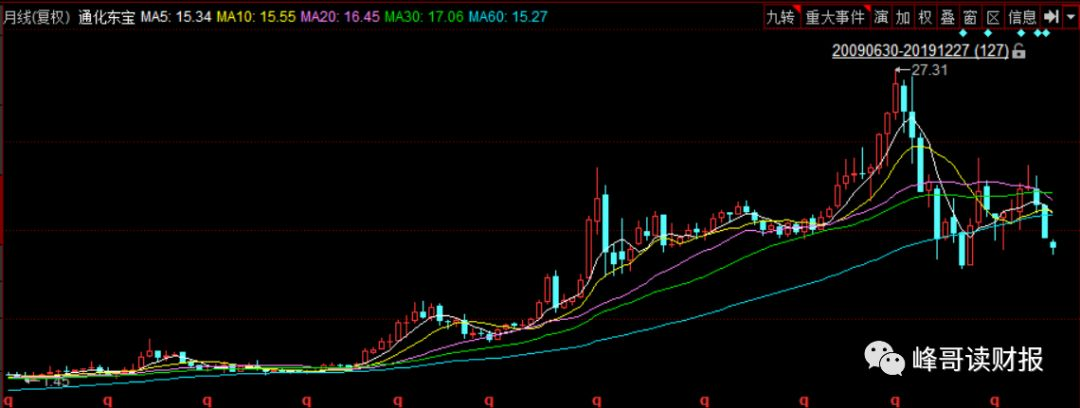 月线(复权) 通化东宝 MA5: 15.34 MA10: 15.55 MA20: 16.45 MA30: 17.06 MA60: 15.27 九转 重大事件 演 加 权 叠 窗 区 信息
20090630-20191227 (127)
27.31
峰哥读财报
1.45
q q q q q q q q q q q